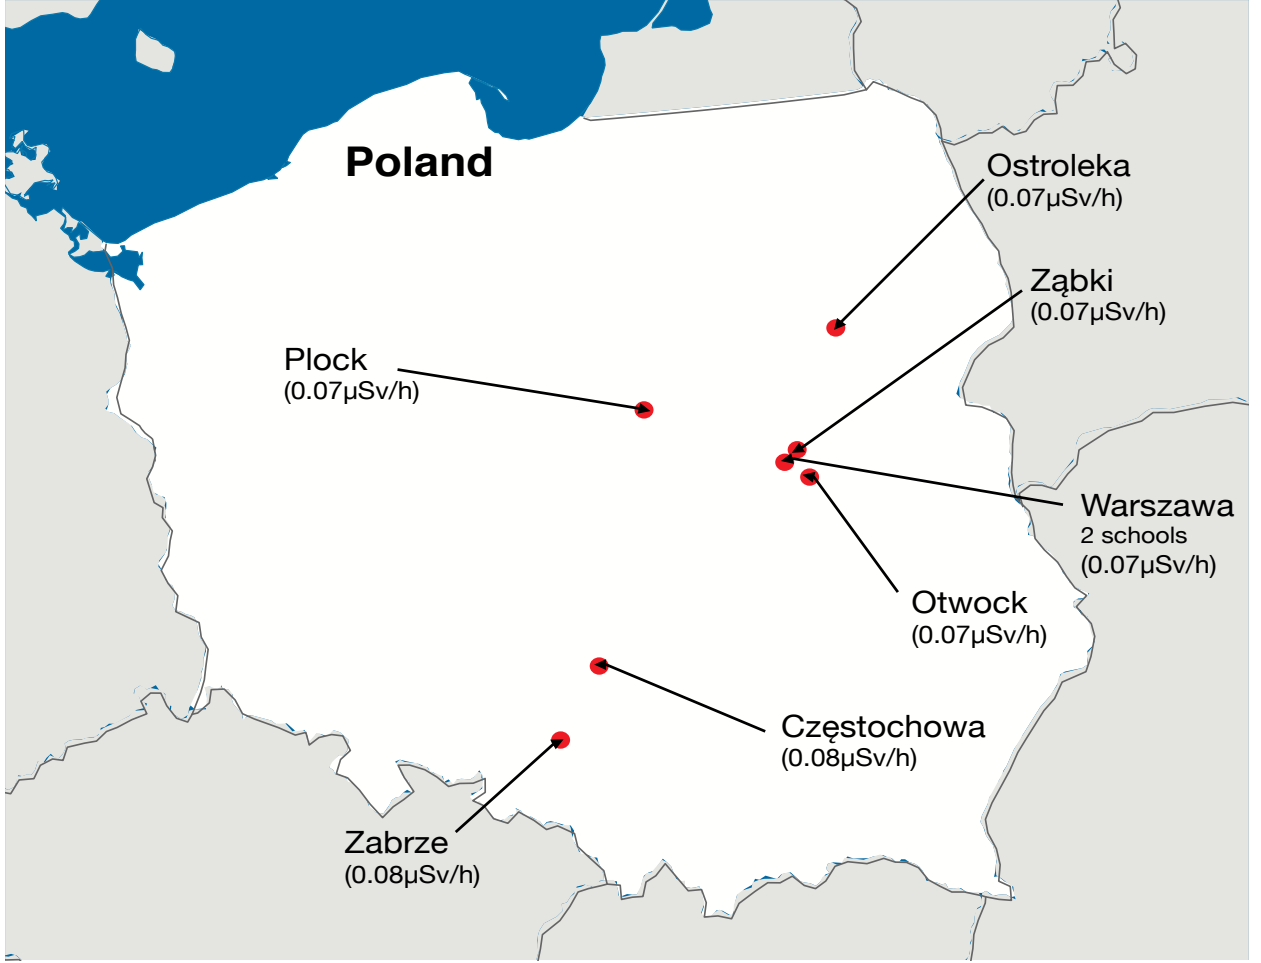 Poland
Ostroleka
(0.07µSv/h)
Ząbki
(0.07µSv/h)
Plock
(0.07µSv/h)
Warszawa
2 schools
(0.07µSv/h)
Otwock
(0.07µSv/h)
Częstochowa
(0.08µSv/h)
Zabrze
(0.08µSv/h)